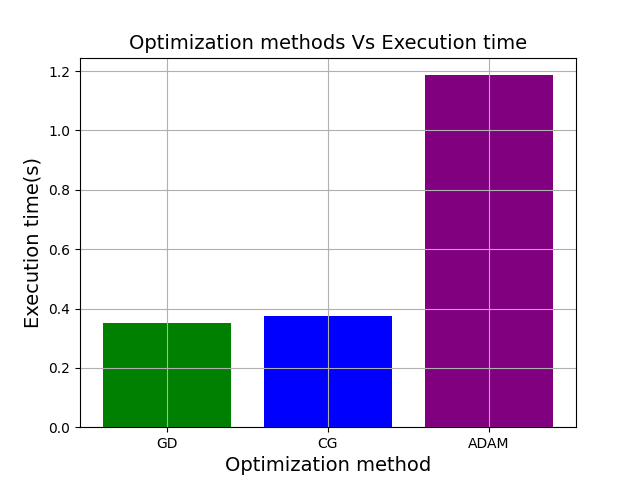 Optimization methods Vs Execution time
Execution time(s)
1.2
1.0
0.8
0.6
0.4
0.2
0.0
GD CG ADAM
Optimization method